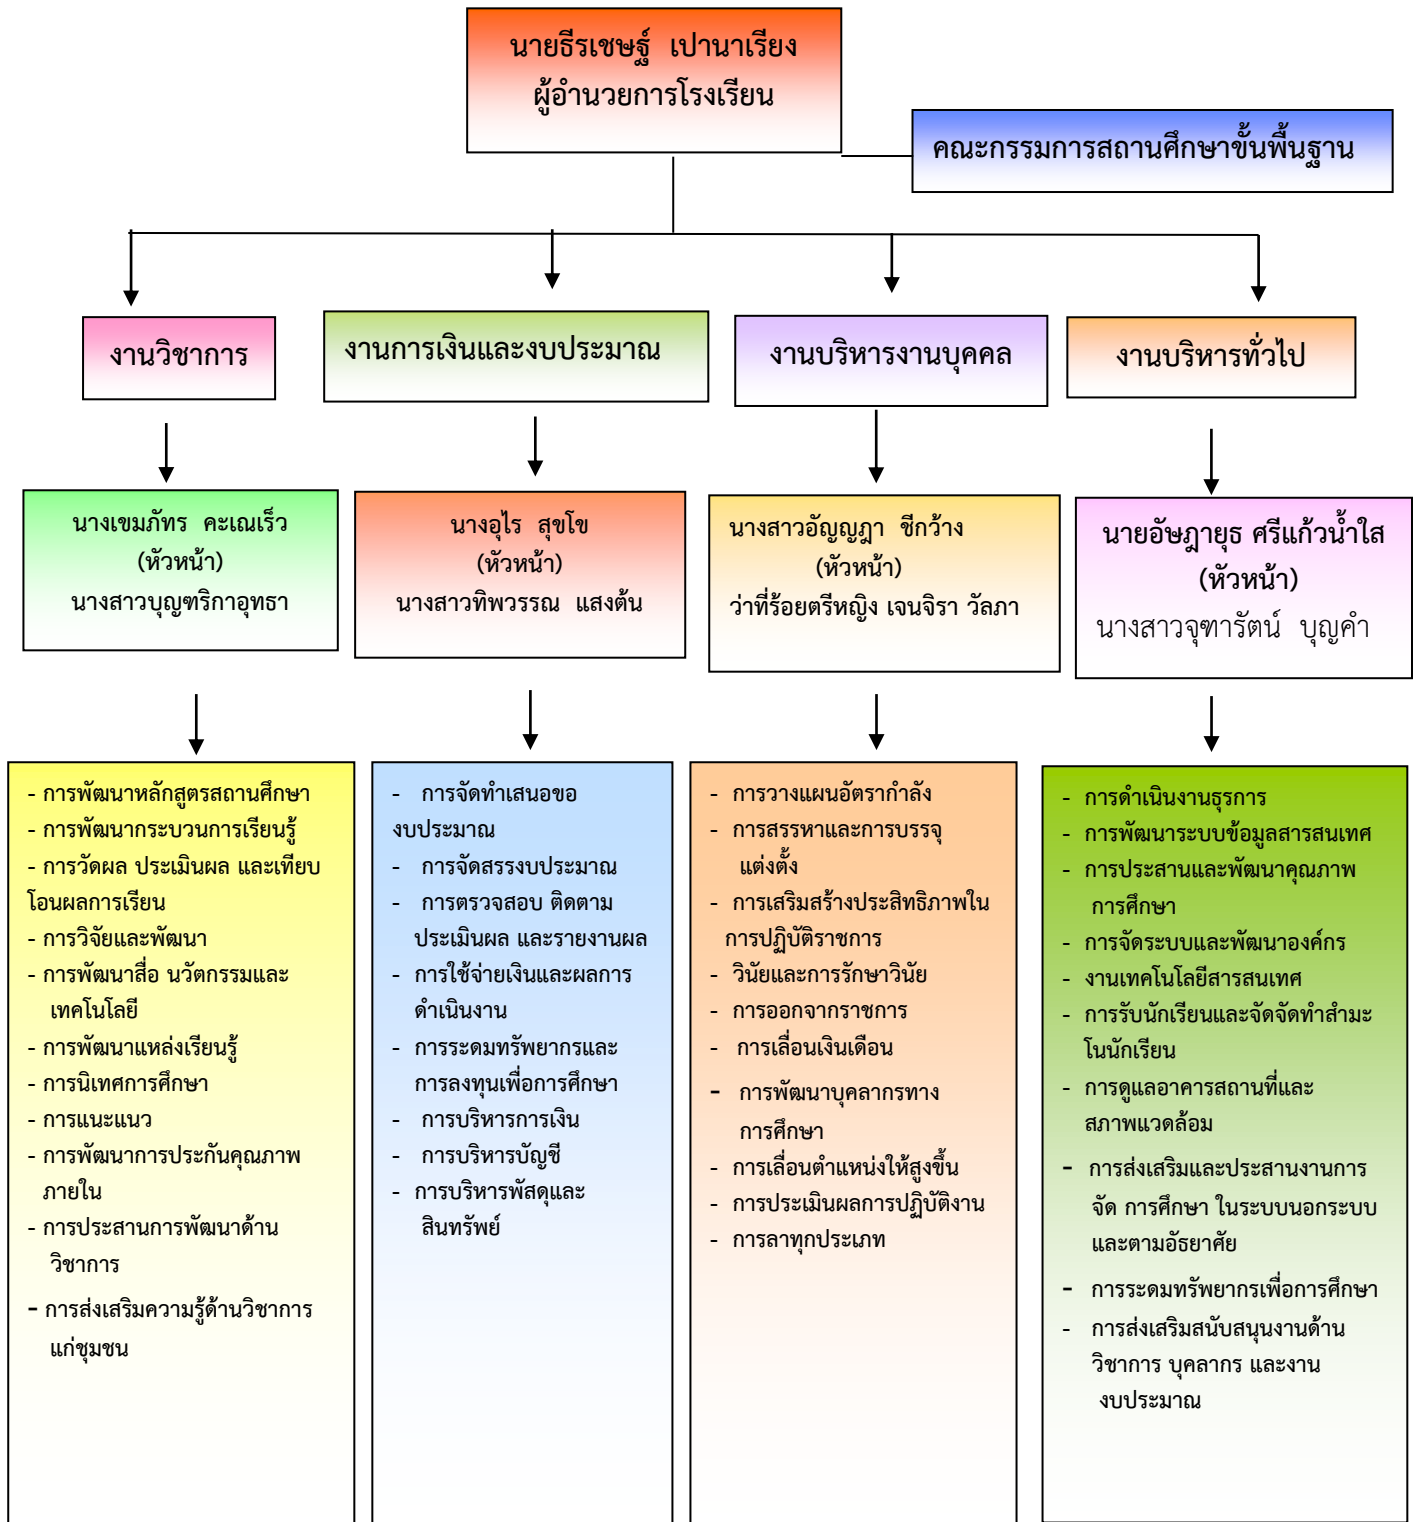 นายธีรเชษฐ์ เปานาเรียง
ผู้อำนวยการโรงเรียน
คณะกรรมการสถานศึกษาขั้นพื้นฐาน
งานวิชาการ
งานการเงินและงบประมาณ
งานบริหารงานบุคคล
งานบริหารทั่วไป
นางเขมภัทร คะเณเร็ว
(หัวหน้า)
นางสาวบุญฑริกาอุทธา
นางอุไร สุขโข
(หัวหน้า)
นางสาวทิพวรรณ แสงต้น
นางสาวอัญญฎา ชีกว้าง
(หัวหน้า)
ว่าที่ร้อยตรีหญิง เจนจิรา วัลภา
นายอัษฎายุธ ศรีแก้วน้ำใส
(หัวหน้า)
นางสาวจุฑารัตน์ บุญคำ
- การพัฒนาหลักสูตรสถานศึกษา
- การพัฒนากระบวนการเรียนรู้
- การวัดผล ประเมินผล และเทียบ
โอนผลการเรียน
- การวิจัยและพัฒนา
- การพัฒนาสื่อ นวัตกรรมและ
เทคโนโลยี
- การพัฒนาแหล่งเรียนรู้
- การนิเทศการศึกษา
- การแนะแนว
- การพัฒนาการประกันคุณภาพ
ภายใน
- การประสานการพัฒนาด้าน
วิชาการ
- การส่งเสริมความรู้ด้านวิชาการ
แก่ชุมชน
- การจัดทำเสนอขอ
งบประมาณ
- การจัดสรรงบประมาณ
- การตรวจสอบ ติดตาม
ประเมินผล และรายงานผล
- การใช้จ่ายเงินและผลการ
ดำเนินงาน
- การระดมทรัพยากรและ
การลงทุนเพื่อการศึกษา
- การบริหารการเงิน
- การบริหารบัญชี
- การบริหารพัสดุและ
สินทรัพย์
- การวางแผนอัตรากำลัง
- การสรรหาและการบรรจุ
แต่งตั้ง
- การเสริมสร้างประสิทธิภาพใน
การปฏิบัติราชการ
- วินัยและการรักษาวินัย
- การออกจากราชการ
- การเลื่อนเงินเดือน
- การพัฒนาบุคลากรทาง
การศึกษา
- การเลื่อนตำแหน่งให้สูงขึ้น
- การประเมินผลการปฏิบัติงาน
- การลาทุกประเภท
- การดำเนินงานธุรการ
- การพัฒนาระบบข้อมูลสารสนเทศ
- การประสานและพัฒนาคุณภาพ
การศึกษา
- การจัดระบบและพัฒนาองค์กร
- งานเทคโนโลยีสารสนเทศ
- การรับนักเรียนและจัดจัดทำสำมะ
โนนักเรียน
- การดูแลอาคารสถานที่และ
สภาพแวดล้อม
- การส่งเสริมและประสานงานการ
จัด การศึกษา ในระบบนอกระบบ
และตามอัธยาศัย
- การระดมทรัพยากรเพื่อการศึกษา
- การส่งเสริมสนับสนุนงานด้าน
วิชาการ บุคลากร และงาน
งบประมาณ